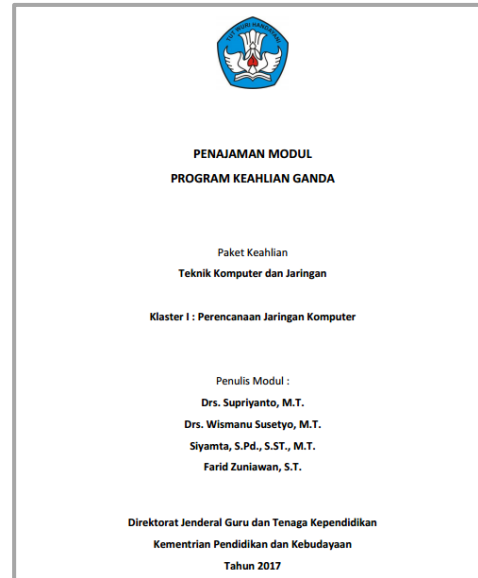 TUT WURI HANDAYANI
PENAJAMAN MODUL
PROGRAM KEAHLIAN GANDA
Paket Keahlian
Teknik Komputer dan Jaringan
Klaster I : Perencanaan Jaringan Komputer
Penulis Modul :
Drs. Supriyanto, M.T.
Drs. Wismanu Susetyo, M.T.
Siyamta, S.Pd., S.ST., M.T.
Farid Zuniawan, S.T.
Direktorat Jenderal Guru dan Tenaga Kependidikan
Kementrian Pendidikan dan Kebudayaan
Tahun 2017